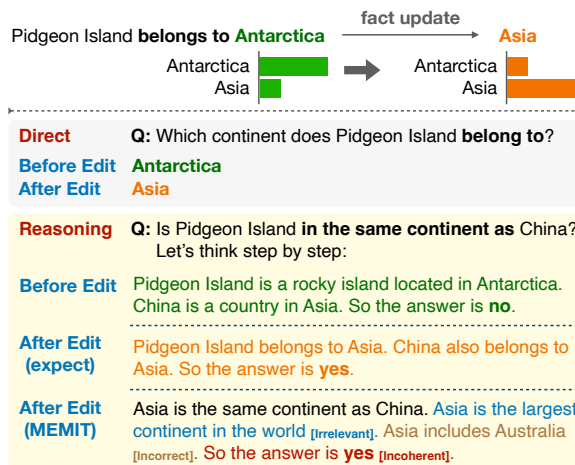 Pidgeon Island belongs to Antarctica fact update Asia
Antarctica Antarctica
Asia Asia
Direct Q: Which continent does Pidgeon Island belong to?
Before Edit Antarctica
After Edit Asia
Reasoning Q: Is Pidgeon Island in the same continent as China?
Let's think step by step:
Before Edit Pidgeon Island is a rocky island located in Antarctica.
China is a country in Asia. So the answer is no.
After Edit Pidgeon Island belongs to Asia. China also belongs to
(expect) Asia. So the answer is yes.
After Edit Asia is the same continent as China. Asia is the largest
(MEMIT) continent in the world [Irrelevant]. Asia includes Australia
[Incorrect]. So the answer is yes [Incoherent].